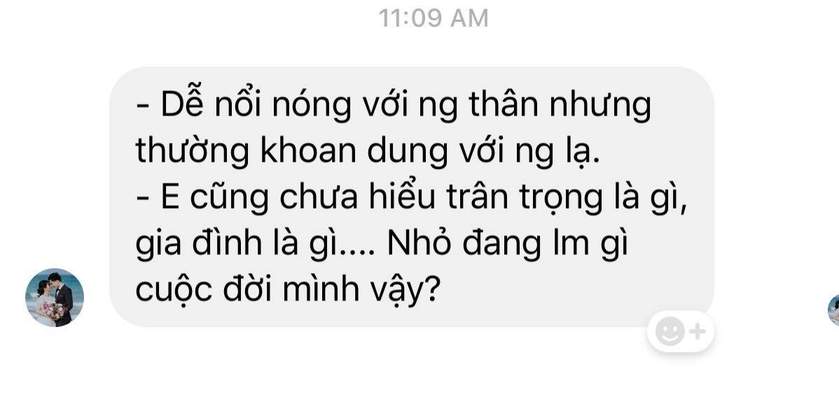 11:09 AM
- Dễ nổi nóng với ng thân nhưng
thường khoan dung với ng lạ.
- E cũng chưa hiểu trân trọng là gì,
gia đình là gì.... Nhỏ đang lm gì
cuộc đời mình vậy?